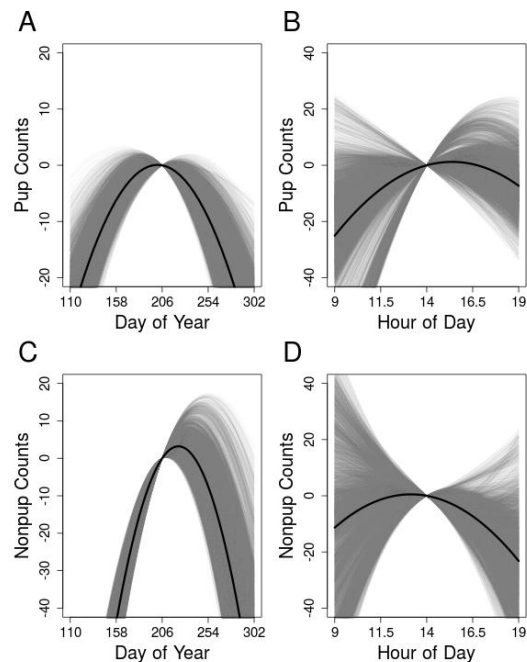 A
B
Pup Counts
20
10
0
-10
-20
110 158 206 254 302
Day of Year
Pup Counts
40
20
0
-20
-40
9 11.5 14 16.5 19
Hour of Day
C
D
Nonpup Counts
20
10
0
-10
-20
-30
-40
110 158 206 254 302
Day of Year
Nonpup Counts
40
20
0
-20
-40
9 11.5 14 16.5 19
Hour of Day